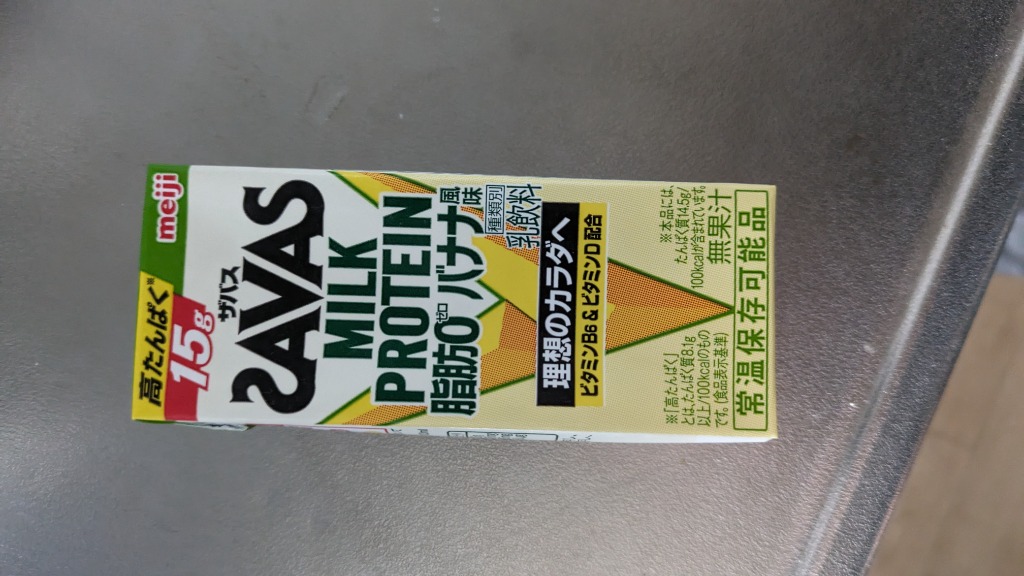 meiji
高たんぱく※
15g
ザバス
SAVAS
MILK
PROTEIN
脂肪0ゼロ バナナ風味
種類別
乳飲料
理想のカラダへ
ビタミンB6 & ビタミンD 配合
※本品には、
たんぱく質14.5g/
100kcalが含まれています。
無果汁
※「高たんぱく」
とは、たんぱく質8.1g
以上/100kcalのもの
です。(食品表示基準)
常温保存可能品